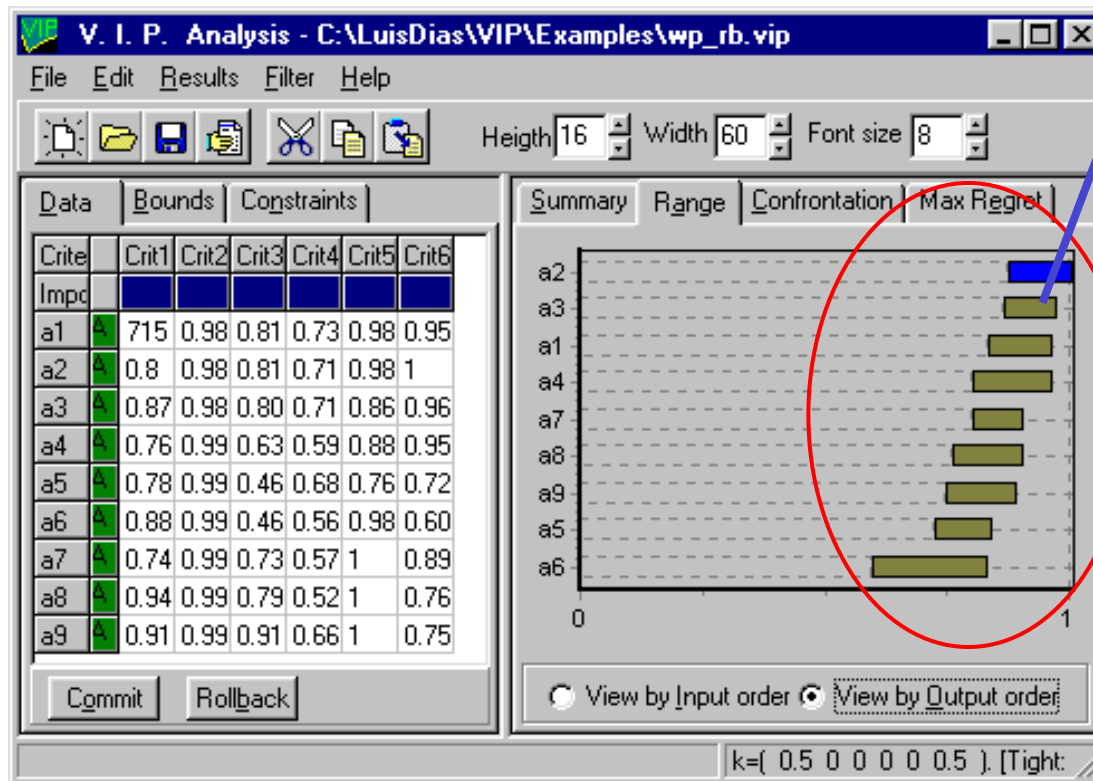 V. I. P. Analysis - C:\LuisDias\VIP\Examples\wp_rb.vip
File Edit Results Filter Help
Heigth 16 Width 60 Font size 8
Data Bounds Constraints
Crite Crit1 Crit2 Crit3 Crit4 Crit5 Crit6
Impc
a1 A 715 0.98 0.81 0.73 0.98 0.95
a2 A 0.8 0.98 0.81 0.71 0.98 1
a3 A 0.87 0.98 0.80 0.71 0.86 0.96
a4 A 0.76 0.99 0.63 0.59 0.88 0.95
a5 A 0.78 0.99 0.46 0.68 0.76 0.72
a6 A 0.88 0.99 0.46 0.56 0.98 0.60
a7 A 0.74 0.99 0.73 0.57 1 0.89
a8 A 0.94 0.99 0.79 0.52 1 0.76
a9 A 0.91 0.99 0.91 0.66 1 0.75
Commit Rollback
Summary Range Confrontation Max Regret
a2
a3
a1
a4
a7
a8
a9
a5
a6
0 1
View by Input order View by Output order
k=( 0.5 0 0 0 0 0.5 ). [Tight: